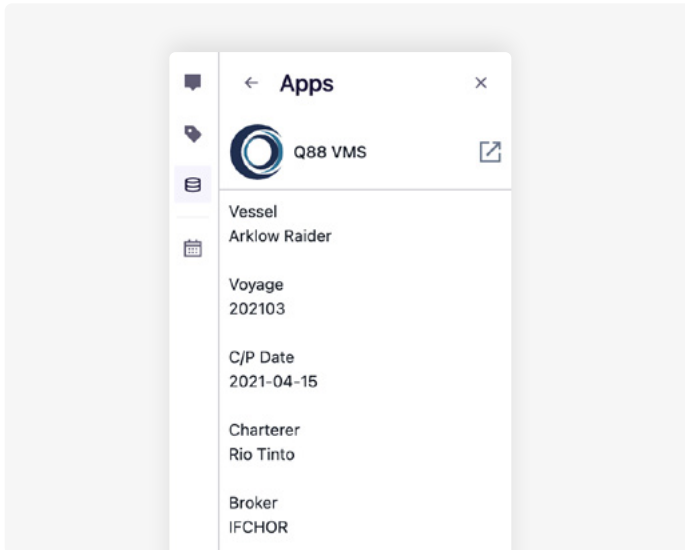 Apps
Q88 VMS
Vessel
Arklow Raider
Voyage
202103
C/P Date
2021-04-15
Charterer
Rio Tinto
Broker
IFCHOR